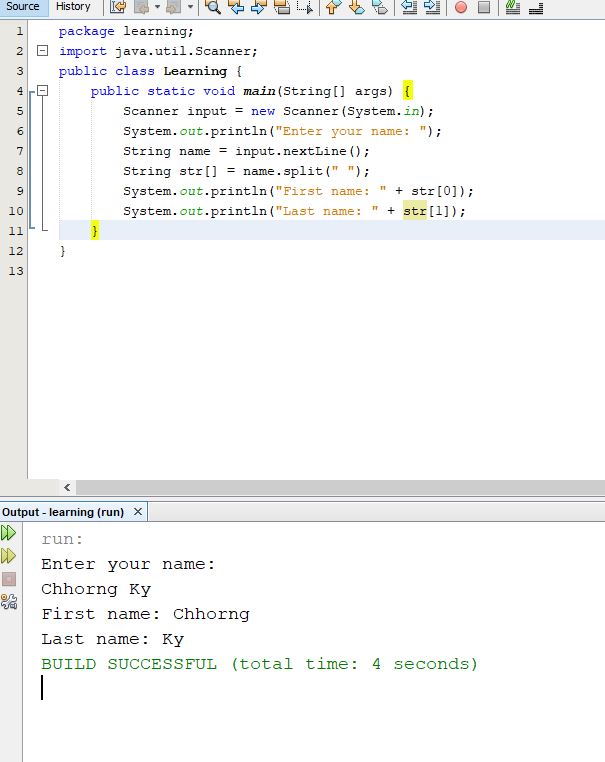 Source History
1 package learning;
2 import java.util.Scanner;
3 public class Learning {
4 public static void main(String[] args) {
5 Scanner input = new Scanner(System.in);
6 System.out.println("Enter your name: ");
7 String name = input.nextLine();
8 String str[] = name.split(" ");
9 System.out.println("First name: " + str[0]);
10 System.out.println("Last name: " + str[1]);
11 }
12 }
13
Output - learning (run)
run:
Enter your name:
Chhorng Ky
First name: Chhorng
Last name: Ky
BUILD SUCCESSFUL (total time: 4 seconds)